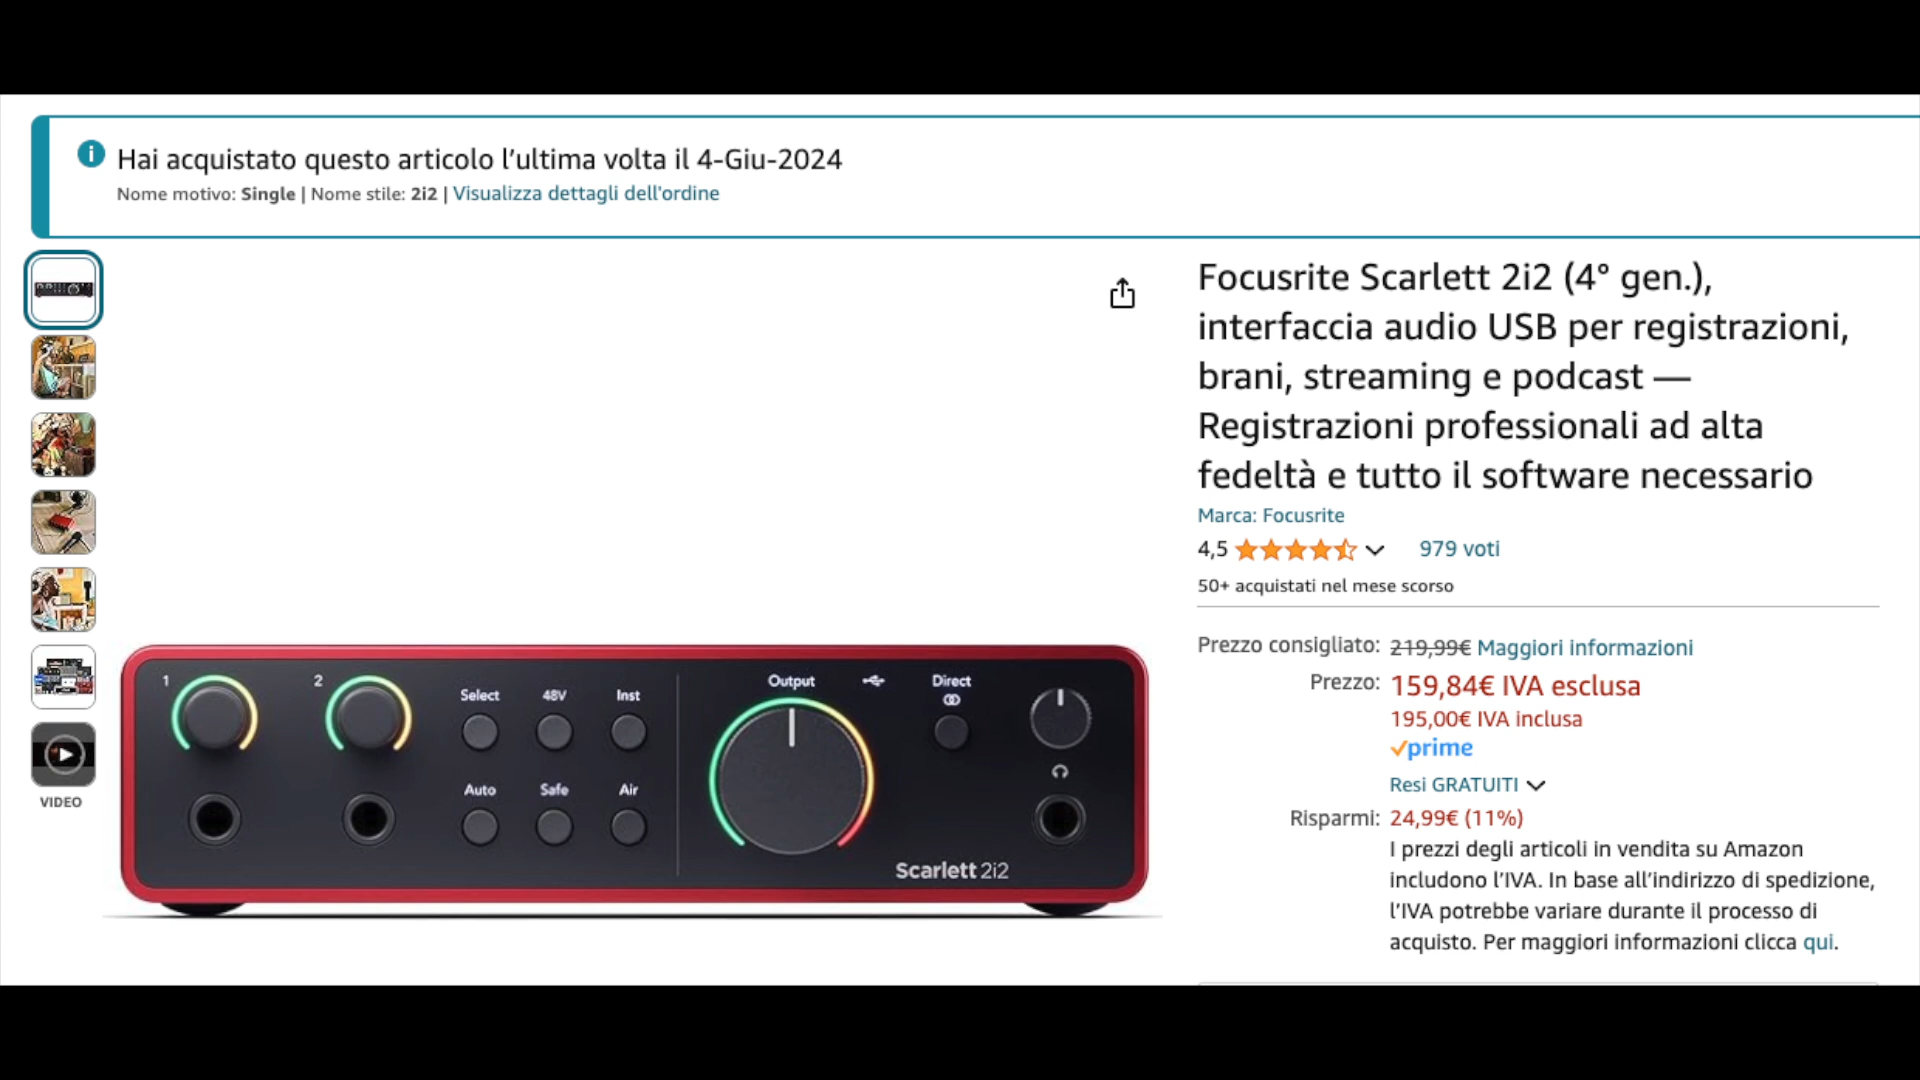 Hai acquistato questo articolo l'ultima volta il 4-Giu-2024
Nome motivo: Single | Nome stile: 2i2 | Visualizza dettagli dell'ordine
Focusrite Scarlett 2i2 (4° gen.),
interfaccia audio USB per registrazioni,
brani, streaming e podcast —
Registrazioni professionali ad alta
fedeltà e tutto il software necessario
Marca: Focusrite
4,5 979 voti
50+ acquistati nel mese scorso
Prezzo consigliato: 219,99€ Maggiori informazioni
Prezzo: 159,84€ IVA esclusa
195,00€ IVA inclusa
prime
Resi GRATUITI
Risparmi: 24,99€ (11%)
I prezzi degli articoli in vendita su Amazon
includono l'IVA. In base all'indirizzo di spedizione,
l'IVA potrebbe variare durante il processo di
acquisto. Per maggiori informazioni clicca qui.
VIDEO
1 2 Select 48V Inst Output Direct
Auto Safe Air
Scarlett 2i2